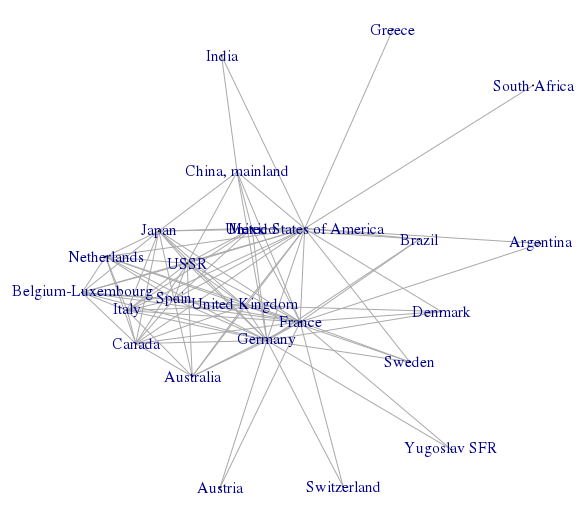 Greece
India
South Africa
China, mainland
Mexico
United States of America
Japan
Brazil
Argentina
Netherlands
USSR
Belgium-Luxembourg
Spain
United Kingdom
Italy
Denmark
France
Germany
Canada
Sweden
Australia
Yugoslav SFR
Austria
Switzerland